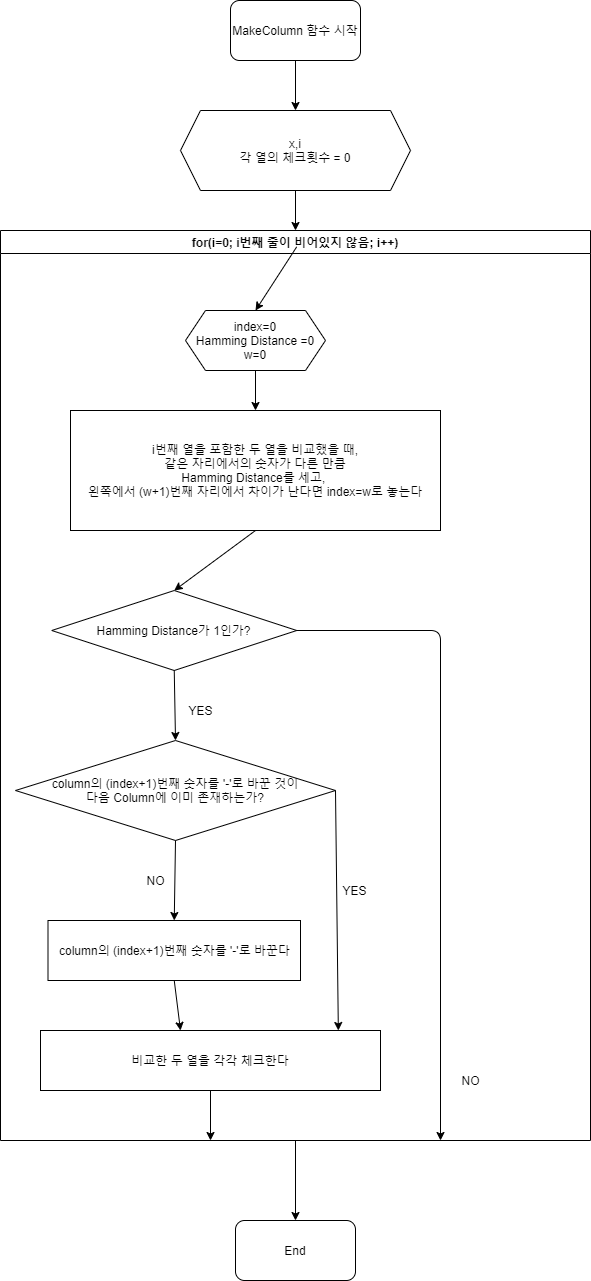 MakeColumn 함수 시작
x,i
각 열의 체크횟수 = 0
for(i=0; i번째 줄이 비어있지 않음; i++)
index=0
Hamming Distance =0
w=0
i번째 열을 포함한 두 열을 비교했을 때,
같은 자리에서의 숫자가 다른 만큼
Hamming Distance를 세고,
왼쪽에서 (w+1)번째 자리에서 차이가 난다면 index=w로 놓는다
Hamming Distance가 1인가?
YES
column의 (index+1)번째 숫자를 '-'로 바꾼 것이
다음 Column에 이미 존재하는가?
NO
YES
column의 (index+1)번째 숫자를 '-'로 바꾼다
비교한 두 열을 각각 체크한다
NO
End